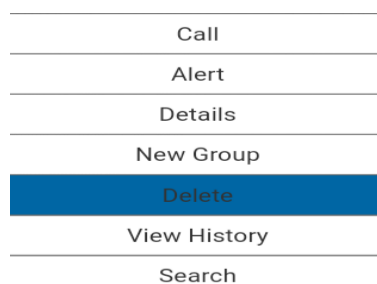 Call
Alert
Details
New Group
Delete
View History
Search